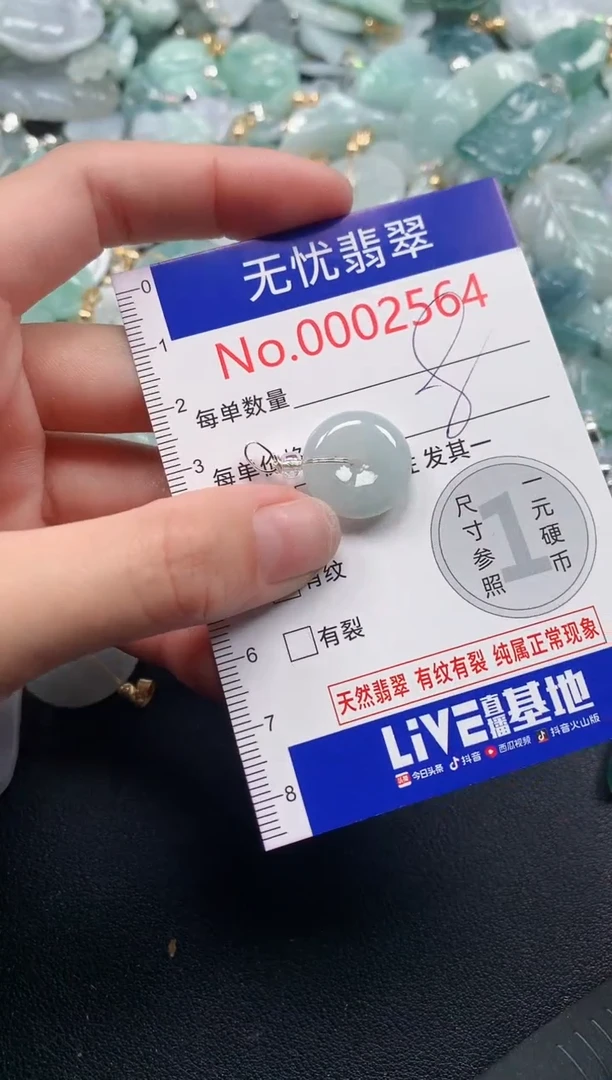 无忧翡翠
No.0002564
每单数量
8
每单价格
发其一
有纹
有裂
尺寸参照
1
一元硬币
天然翡翠 有纹有裂 纯属正常现象
LiVE直播基地
今日头条 抖音 西瓜视频 抖音火山版
0
1
2
3
6
7
8